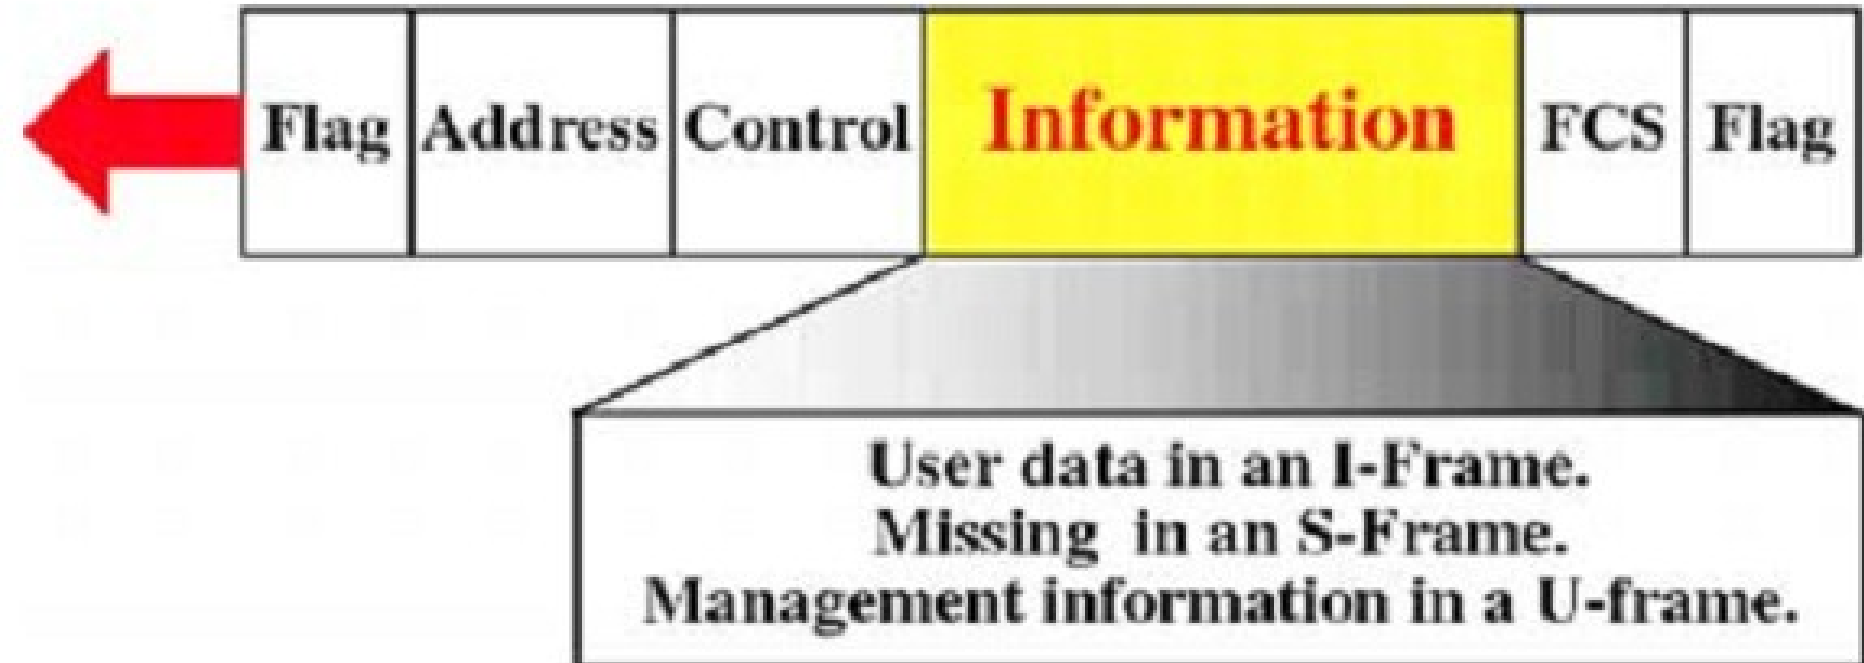 Flag Address Control Information FCS Flag
User data in an I-Frame.
Missing in an S-Frame.
Management information in a U-frame.